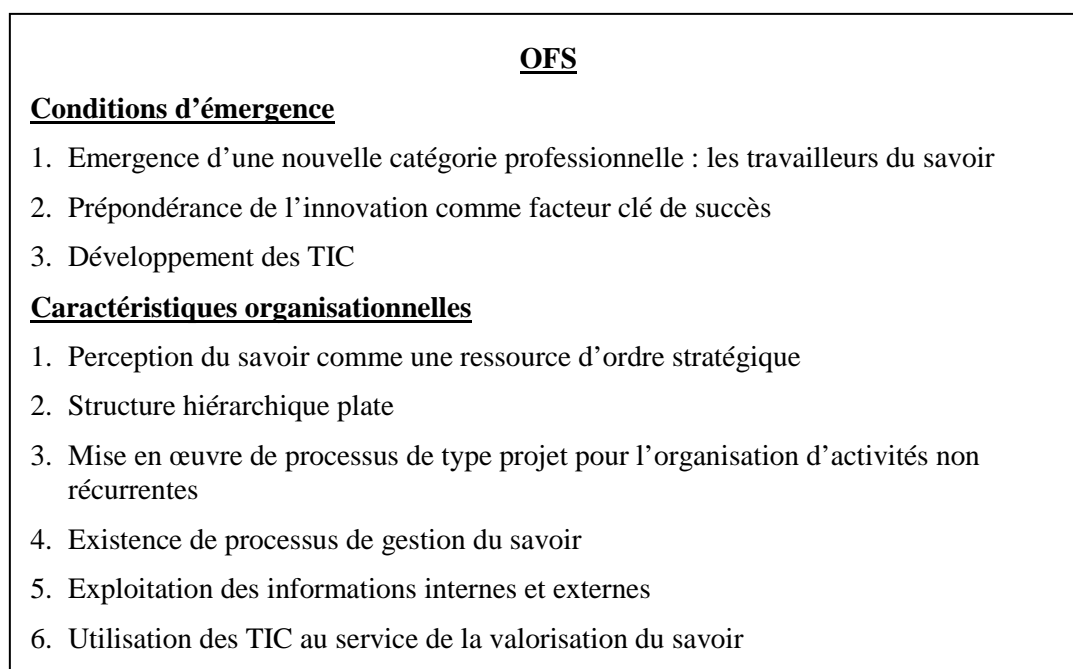 OFS
Conditions d’émergence
1. Emergence d’une nouvelle catégorie professionnelle : les travailleurs du savoir
2. Prépondérance de l’innovation comme facteur clé de succès
3. Développement des TIC
Caractéristiques organisationnelles
1. Perception du savoir comme une ressource d’ordre stratégique
2. Structure hiérarchique plate
3. Mise en œuvre de processus de type projet pour l’organisation d’activités non
récurrentes
4. Existence de processus de gestion du savoir
5. Exploitation des informations internes et externes
6. Utilisation des TIC au service de la valorisation du savoir